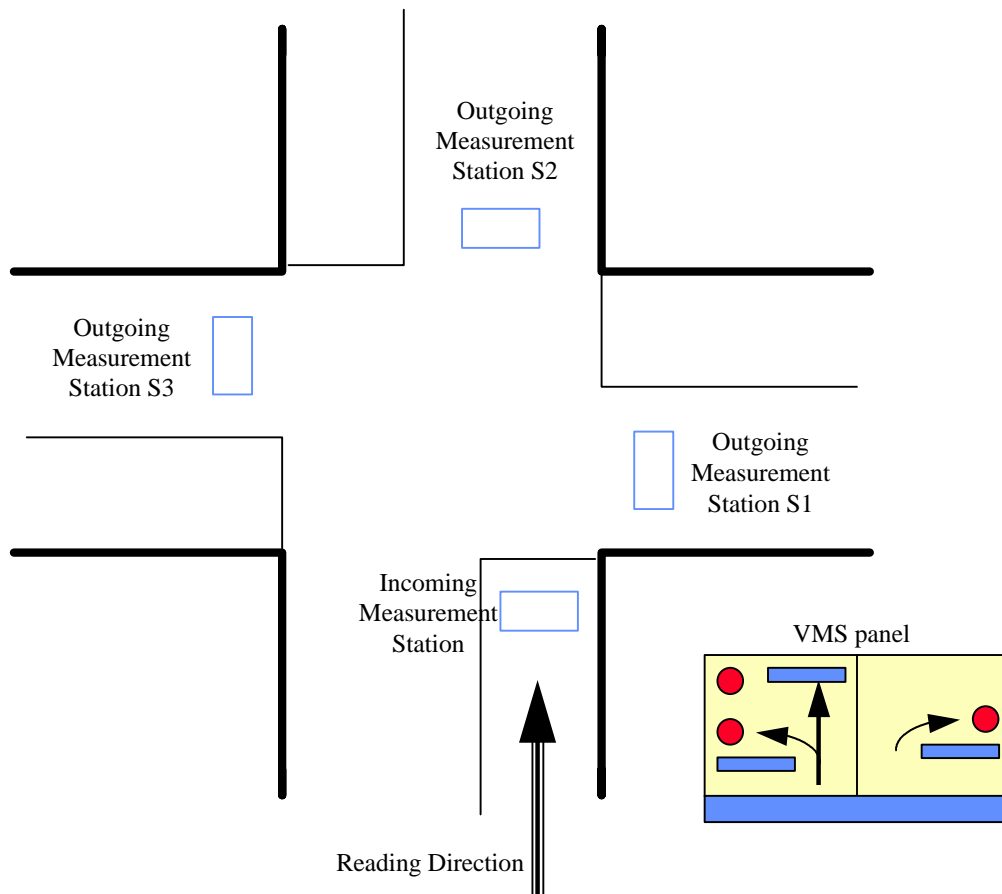 Outgoing
Measurement
Station S2
Outgoing
Measurement
Station S3
Outgoing
Measurement
Station S1
Incoming
Measurement
Station
VMS panel
Reading Direction